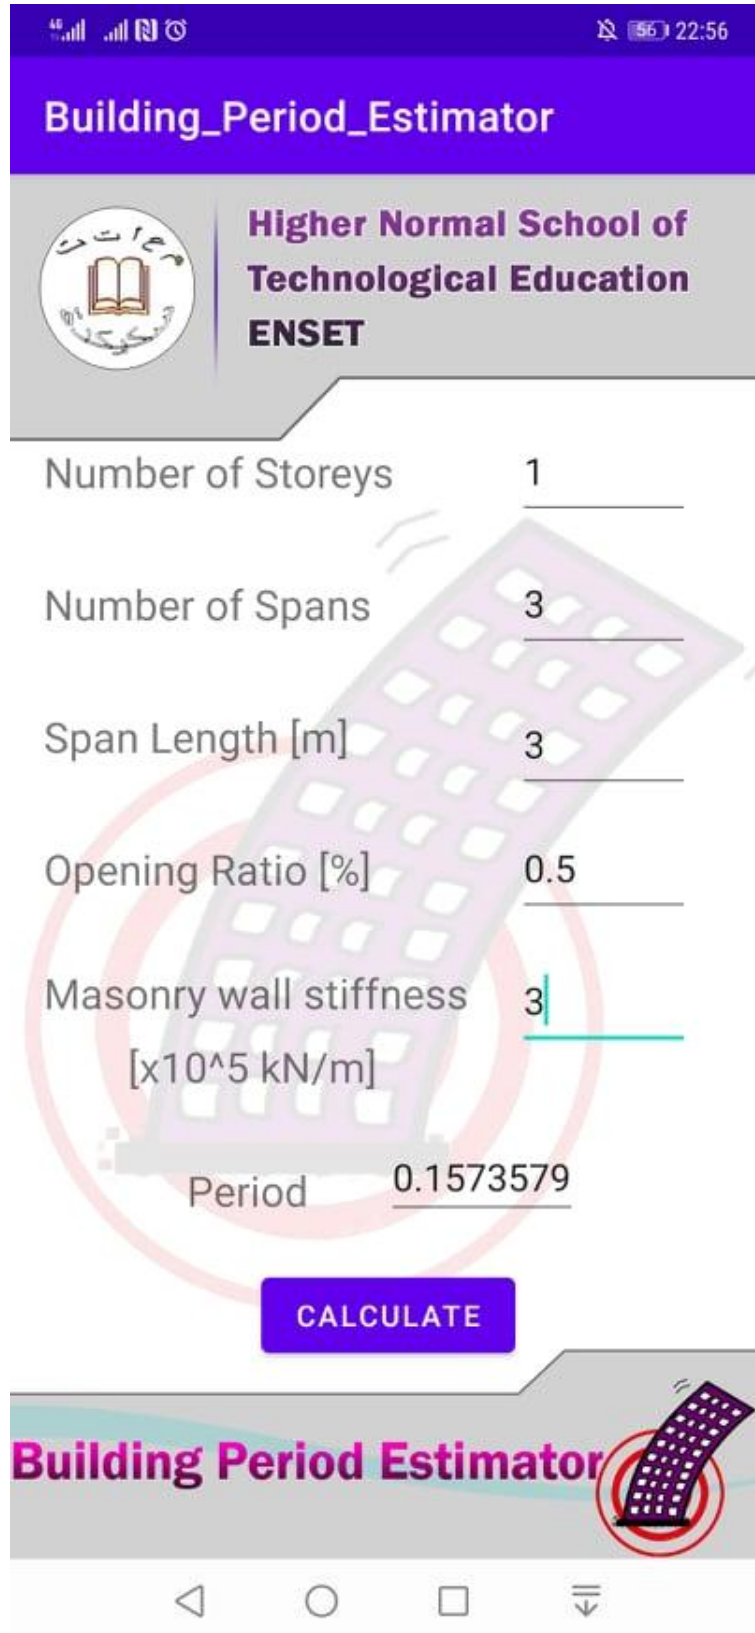 4G 56 22:56
Building_Period_Estimator
Higher Normal School of
Technological Education
ENSET
Number of Storeys 1
Number of Spans 3
Span Length [m] 3
Opening Ratio [%] 0.5
Masonry wall stiffness 3
[x10^5 kN/m]
Period 0.1573579
CALCULATE
Building Period Estimator